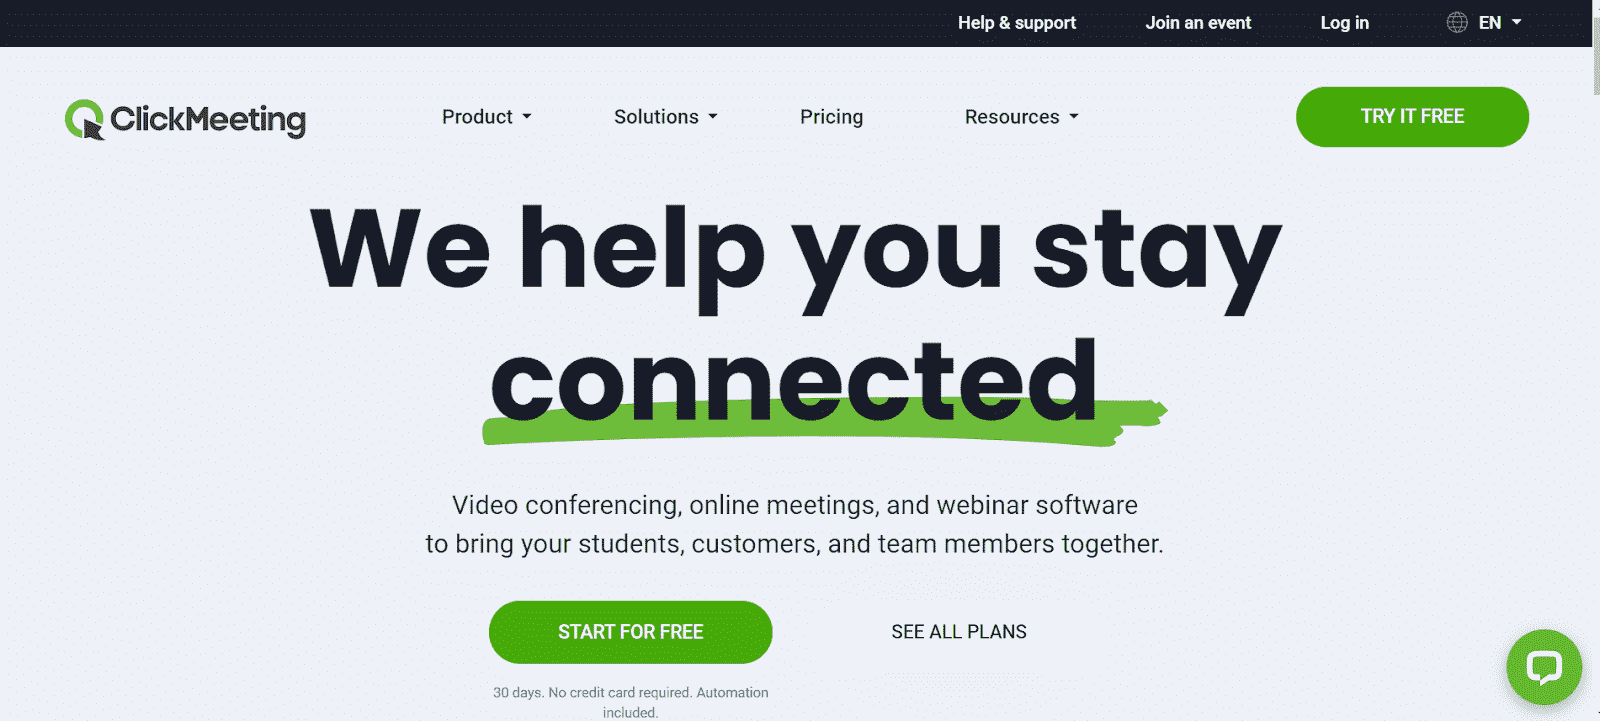 Help & support Join an event Log in EN
ClickMeeting Product Solutions Pricing Resources TRY IT FREE
We help you stay
connected
Video conferencing, online meetings, and webinar software
to bring your students, customers, and team members together.
START FOR FREE SEE ALL PLANS
30 days. No credit card required. Automation
included.